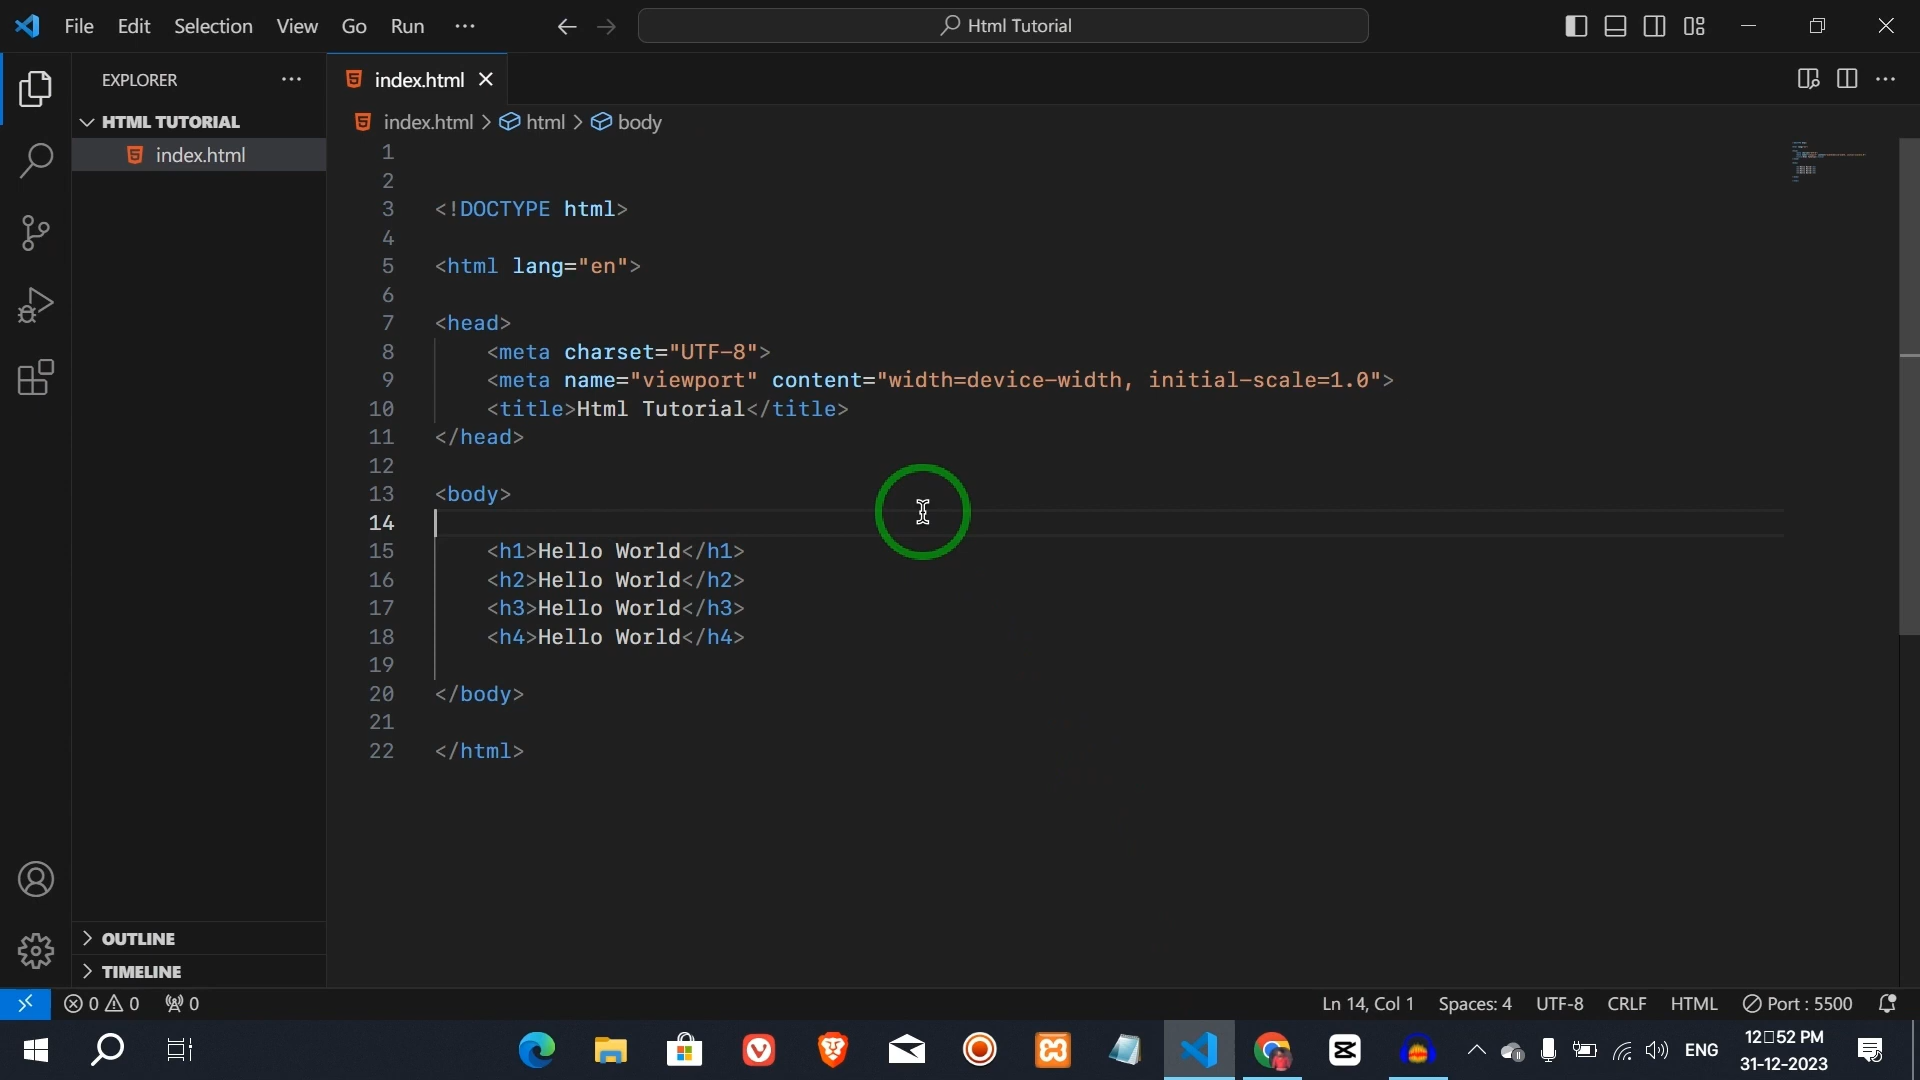 File Edit Selection View Go Run ···
Html Tutorial
EXPLORER ···
index.html
HTML TUTORIAL
index.html
index.html > html > body
1
2
3 <!DOCTYPE html>
4
5 <html lang="en">
6
7 <head>
8 <meta charset="UTF-8">
9 <meta name="viewport" content="width=device-width, initial-scale=1.0">
10 <title>Html Tutorial</title>
11 </head>
12
13 <body>
14
15 <h1>Hello World</h1>
16 <h2>Hello World</h2>
17 <h3>Hello World</h3>
18 <h4>Hello World</h4>
19
20 </body>
21
22 </html>
OUTLINE
TIMELINE
0 0 0 Ln 14, Col 1 Spaces: 4 UTF-8 CRLF HTML Port : 5500
ENG
12□52 PM
31-12-2023